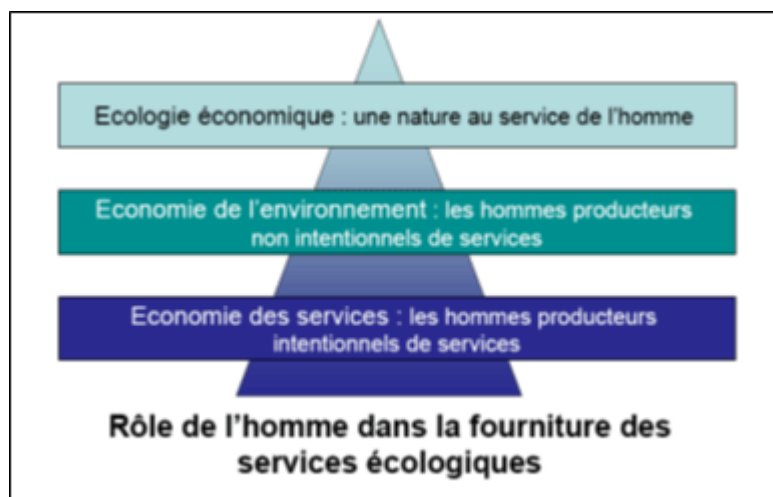 Ecologie économique : une nature au service de l'homme
Economie de l'environnement : les hommes producteurs
non intentionnels de services
Economie des services : les hommes producteurs
intentionnels de services
Rôle de l'homme dans la fourniture des
services écologiques